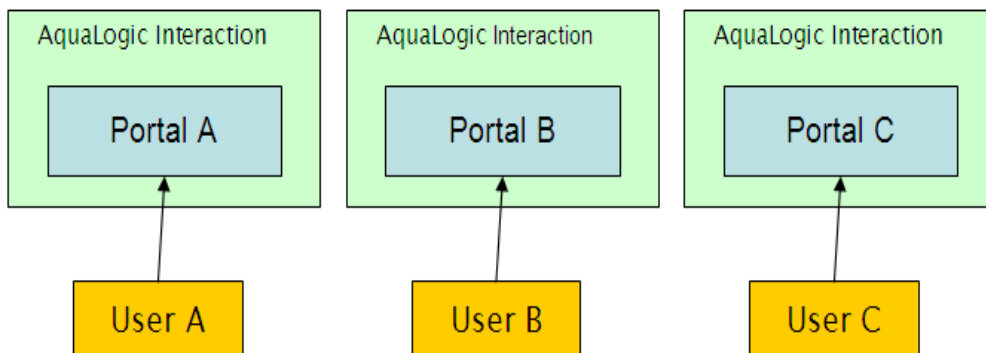 AquaLogic Interaction
AquaLogic Interaction
AquaLogic Interaction
Portal A
Portal B
Portal C
User A
User B
User C